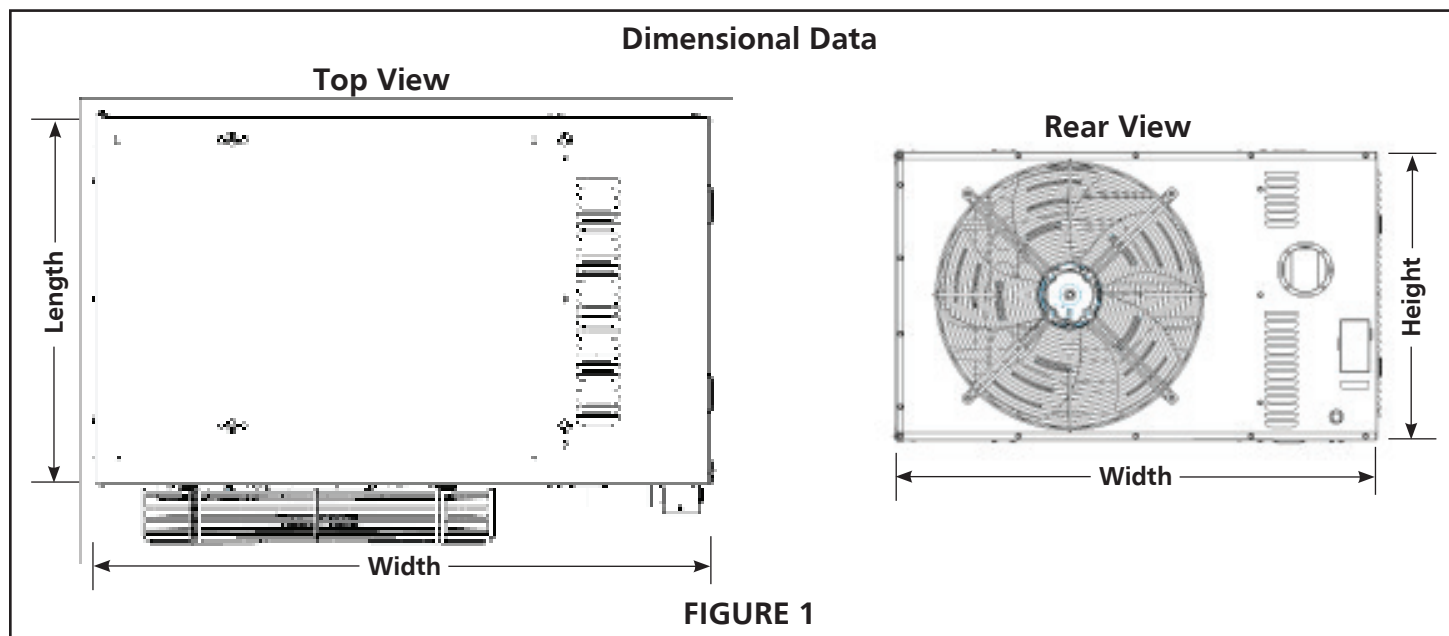 Dimensional Data
Top View
Rear View
Length
Height
Width
Width
FIGURE 1